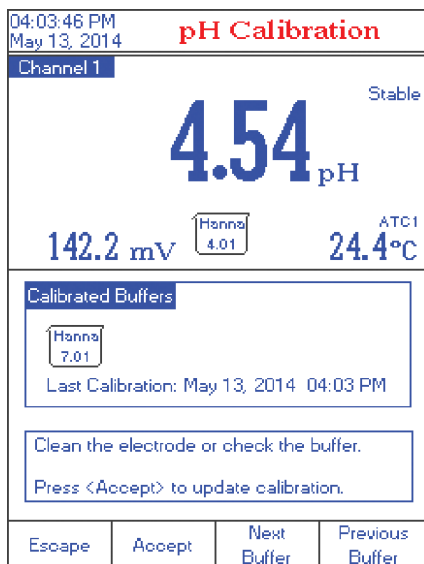 04:03:46 PM
May 13, 2014
pH Calibration
Channel 1
Stable
4.54 pH
142.2 mV
Hanna
4.01
ATC1
24.4°C
Calibrated Buffers
Hanna
7.01
Last Calibration: May 13, 2014 04:03 PM
Clean the electrode or check the buffer.
Press <Accept> to update calibration.
Escape
Accept
Next
Buffer
Previous
Buffer